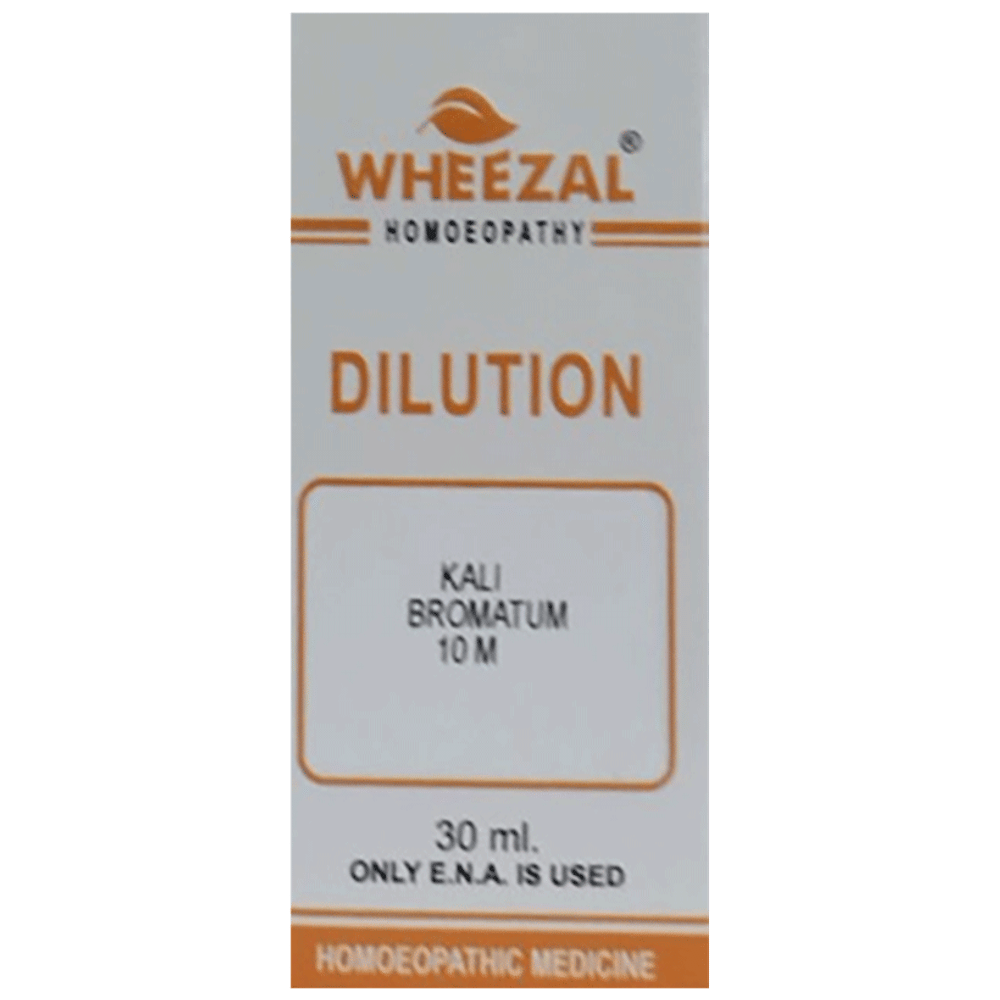 WHEEZAL®
HOMOEOPATHY
DILUTION
KALI
BROMATUM
10 M
30 ml.
ONLY E.N.A. IS USED
HOMOEOPATHIC MEDICINE